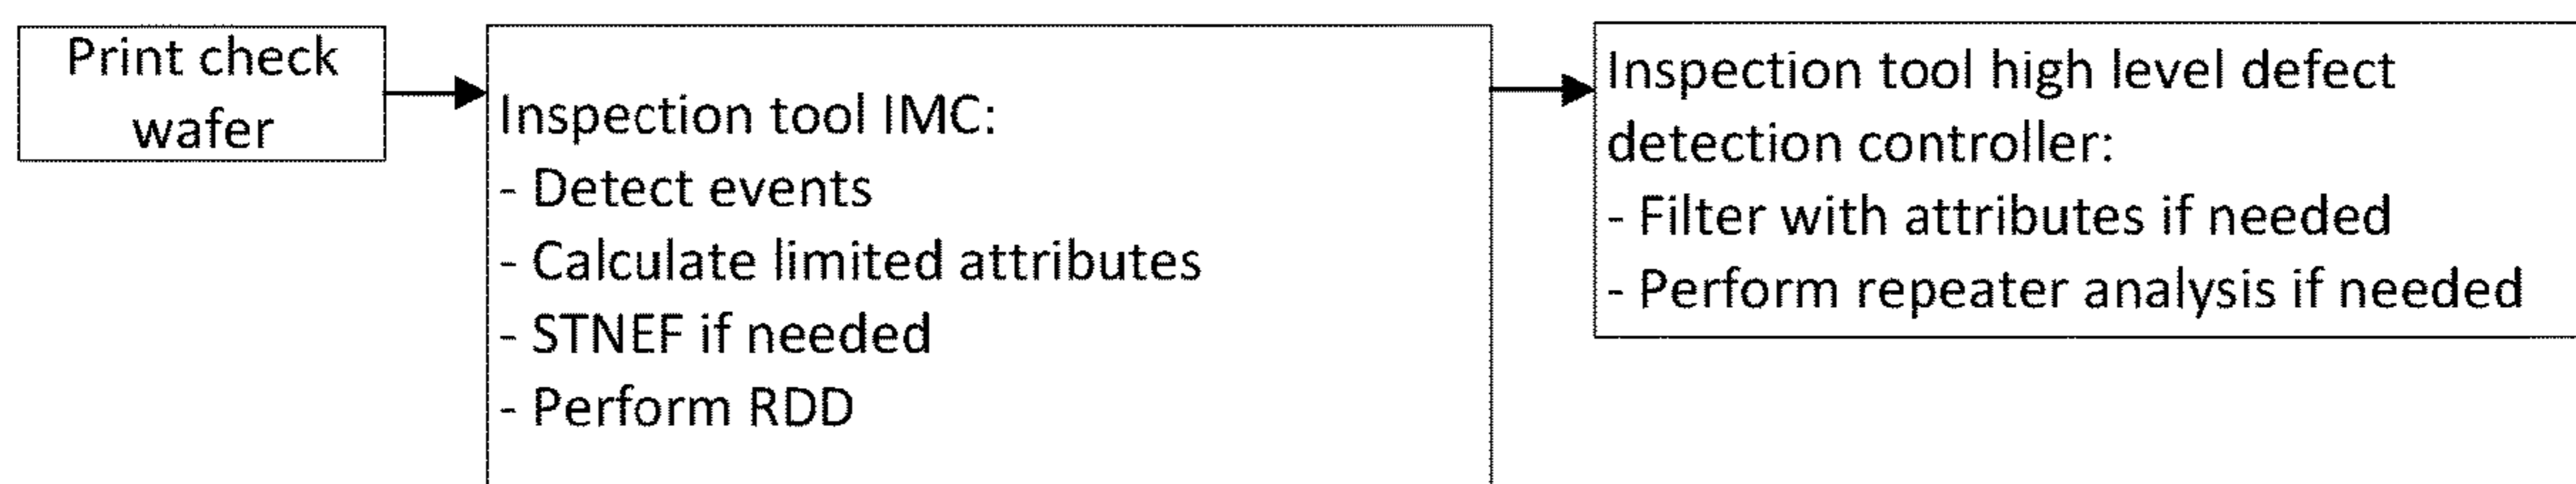 Print check
wafer
Inspection tool IMC:
- Detect events
- Calculate limited attributes
- STNEF if needed
- Perform RDD
Inspection tool high level defect
detection controller:
- Filter with attributes if needed
- Perform repeater analysis if needed